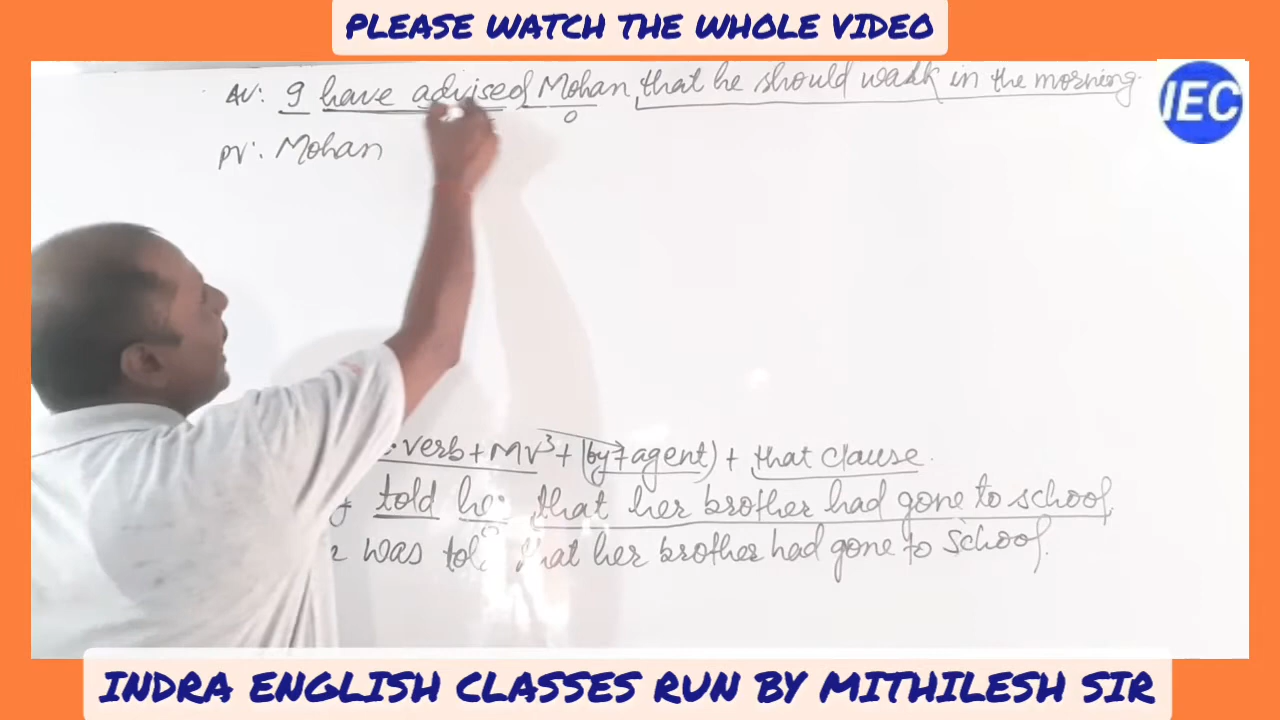 PLEASE WATCH THE WHOLE VIDEO
AV: I have advised Mohan that he should walk in the morning.
IEC
PV: Mohan
verb + MV³ + (by + agent) + that clause.
told her that her brother had gone to school
was told that her brother had gone to school.
INDRA ENGLISH CLASSES RUN BY MITHILESH SIR